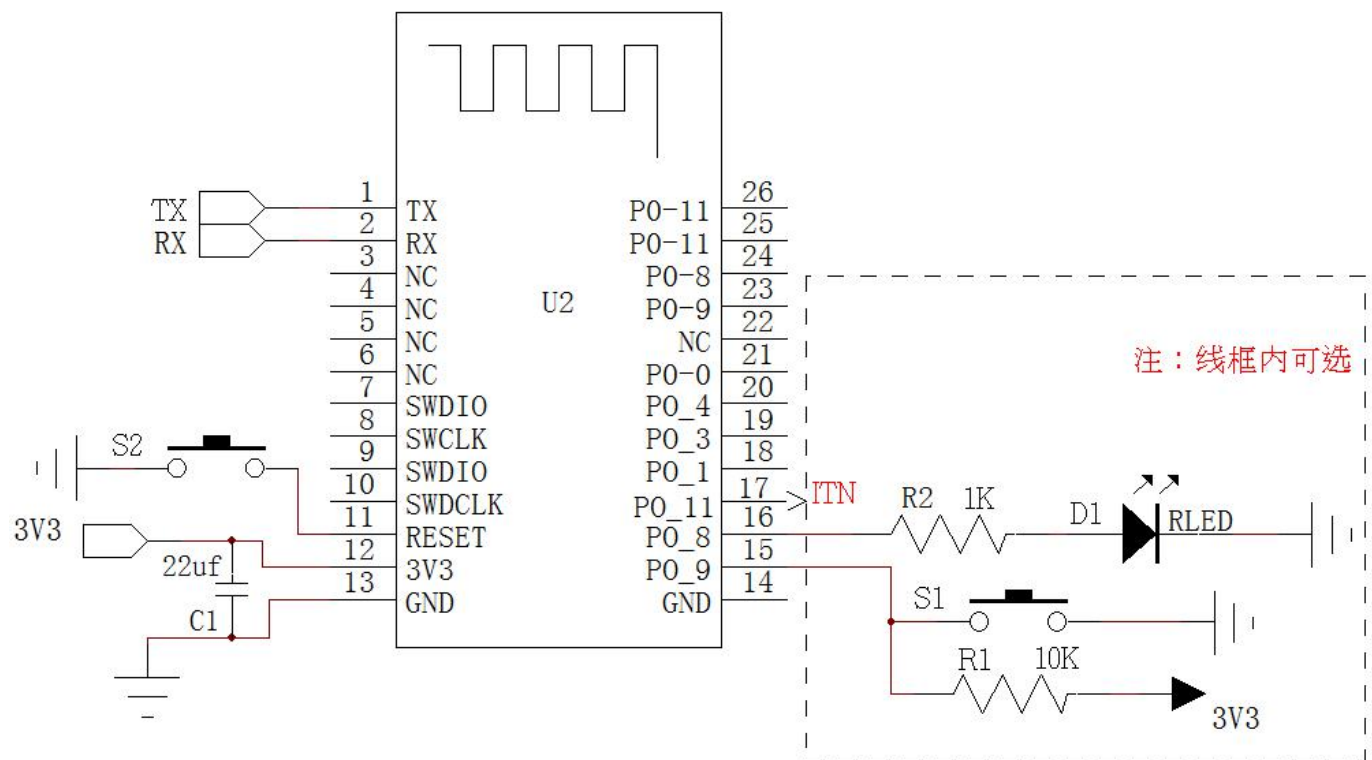 1 TX
TX
2 RX
RX
3 NC
4 NC
5 NC
6 NC
7 SWDIO
8 SWCLK
9 SWDIO
10 SWDCLK
11 RESET
12 3V3
13 GND
U2
26 P0-11
25 P0-11
24 P0-8
23 P0-9
22 NC
21 P0-0
20 P0_4
19 P0_3
18 P0_1
17 P0_11
16 P0_8
15 P0_9
14 GND
S2
3V3
22uf
C1
注：线框内可选
ITN
R2 1K
D1
RLED
S1
R1 10K
3V3